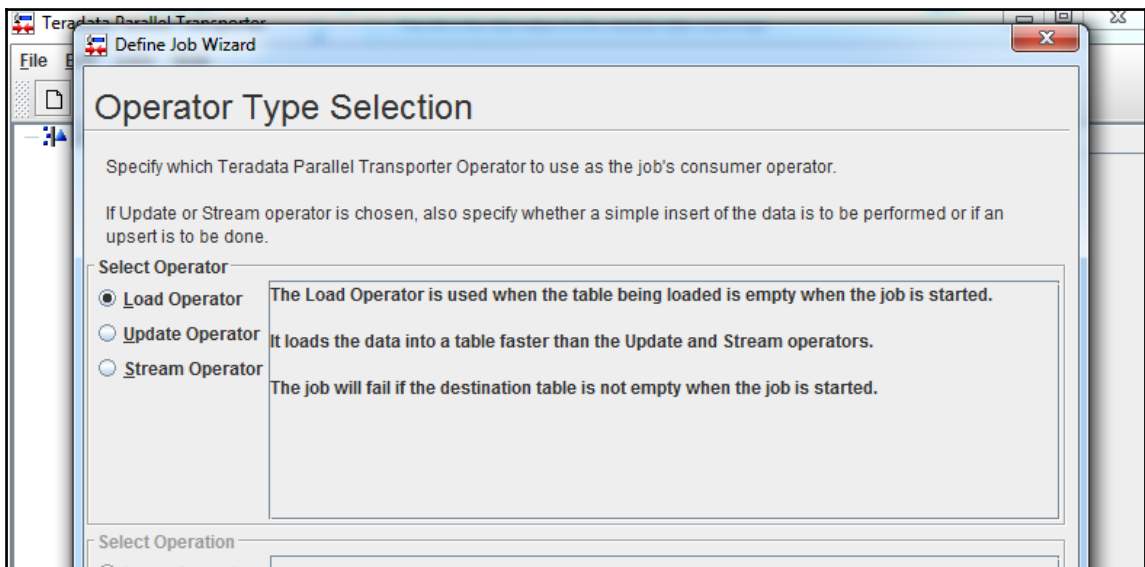 Teradata Parallel Transporter
Define Job Wizard
File
Operator Type Selection
Specify which Teradata Parallel Transporter Operator to use as the job's consumer operator.
If Update or Stream operator is chosen, also specify whether a simple insert of the data is to be performed or if an
upsert is to be done.
Select Operator
Load Operator
The Load Operator is used when the table being loaded is empty when the job is started.
Update Operator
It loads the data into a table faster than the Update and Stream operators.
Stream Operator
The job will fail if the destination table is not empty when the job is started.
Select Operation